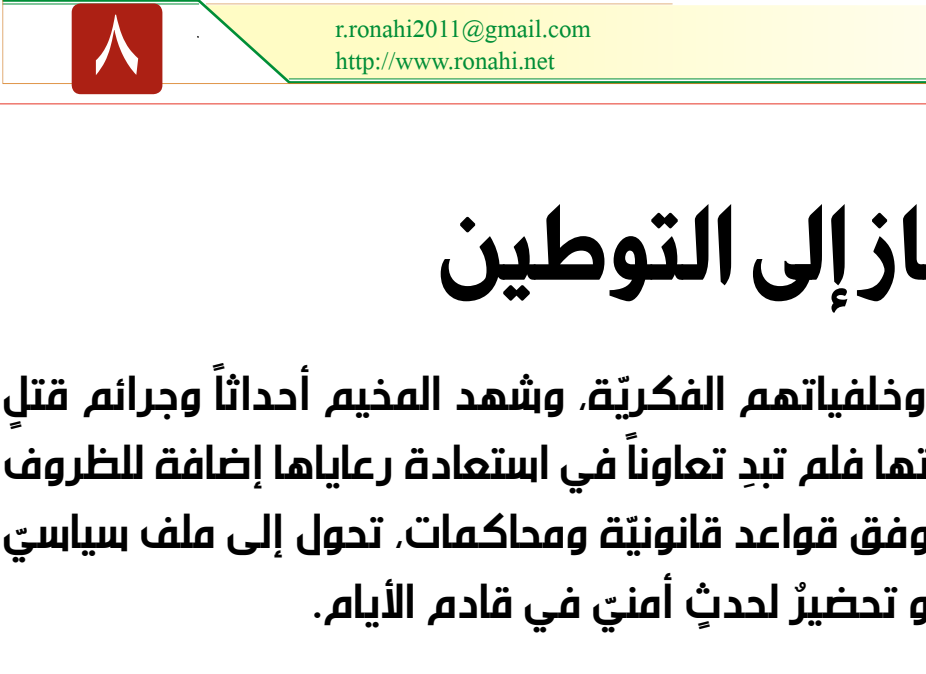 ٨
r.ronahi2011@gmail.com
http://www.ronahi.net
إلى التوطين
وخلفياتهم الفكريّة، وشهد المخيم أحداثاً وجرائم قتلٍ
تها فلم تبدِ تعاوناً في استعادة رعاياها إضافة للظروف
وفق قواعد قانونيّة ومحاكمات، تحول إلى ملف سياسيّ
و تحضيرٌ لحدثٍ أمنيّ في قادم الأيام.